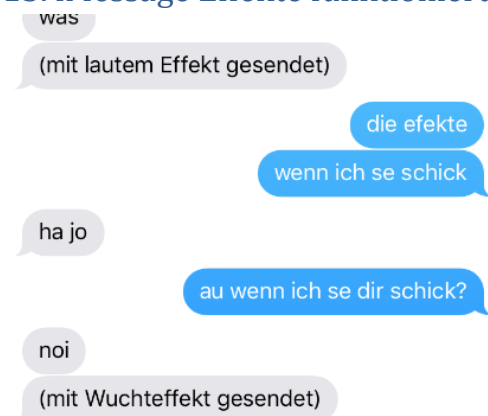 was
(mit lautem Effekt gesendet)
die efekte
wenn ich se schick
ha jo
au wenn ich se dir schick?
noi
(mit Wuchteffekt gesendet)